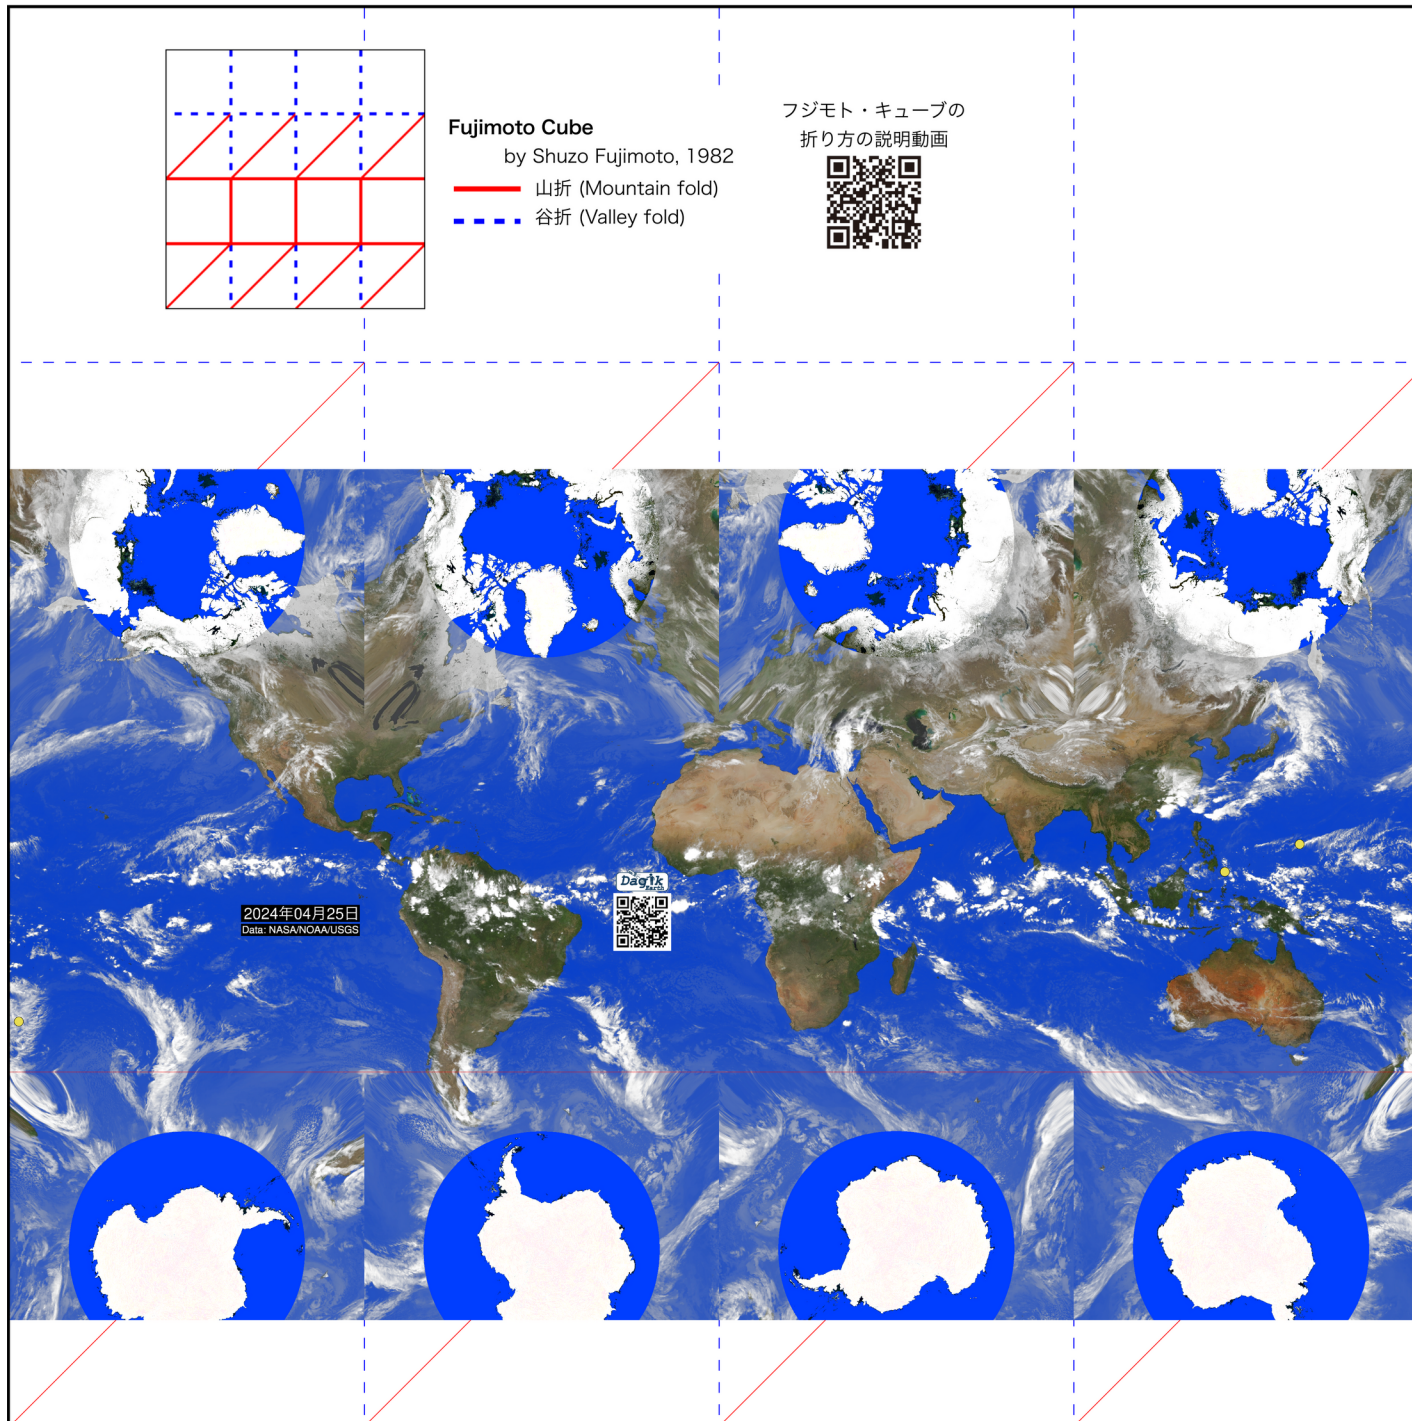 Fujimoto Cube
by Shuzo Fujimoto, 1982
山折 (Mountain fold)
谷折 (Valley fold)
フジモト・キューブの
折り方の説明動画
Dagik
Earth
2024年04月25日
Data: NASA/NOAA/USGS